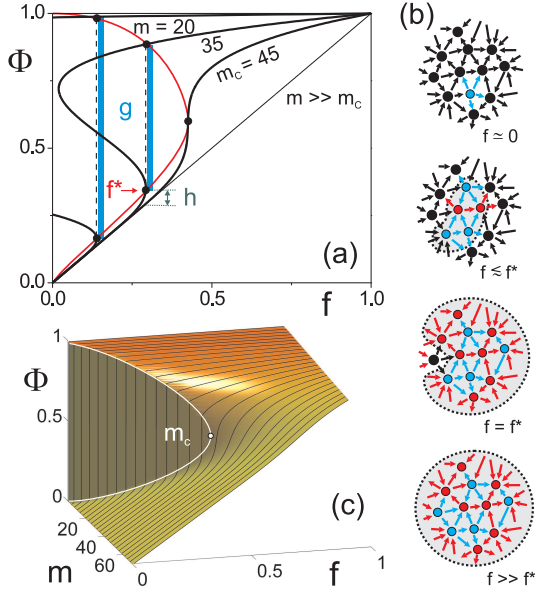 (a)
Φ
1.0
0.5
0.0
0.0
0.5
1.0
f
m = 20
35
m_c = 45
m >> m_c
g
f*
h
(b)
f ≃ 0
f ≲ f*
f = f*
f >> f*
(c)
Φ
1
0.5
0
m_c
20
40
60
m
0
0.5
1
f